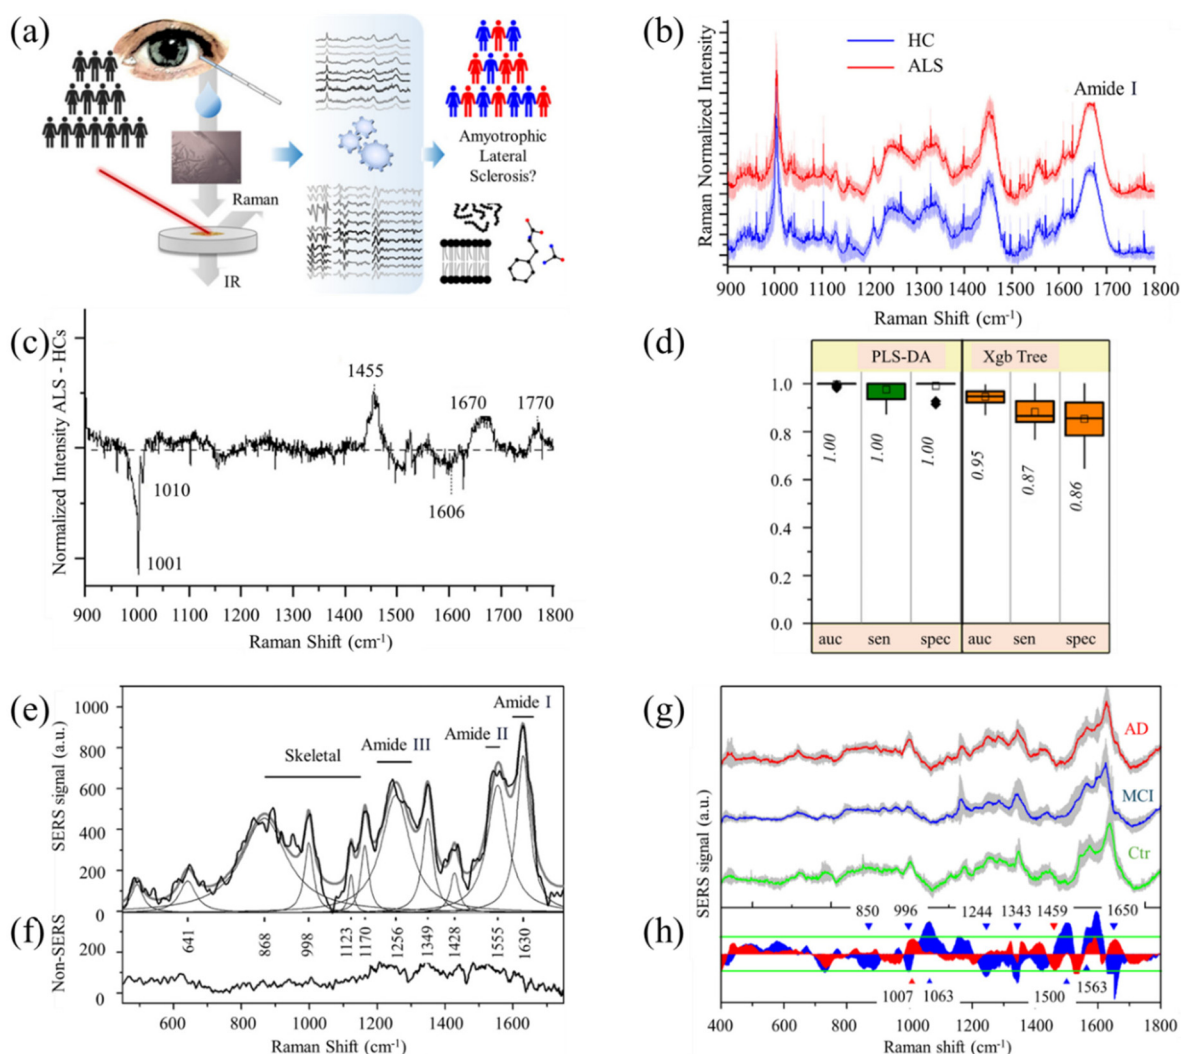 (a)
Raman
IR
Amyotrophic
Lateral
Sclerosis?
(b)
Raman Normalized Intensity
HC
ALS
Amide I
900 1000 1100 1200 1300 1400 1500 1600 1700 1800
Raman Shift (cm⁻¹)
(c)
Normalized Intensity ALS - HCs
1455
1670
1770
1010
1606
1001
900 1000 1100 1200 1300 1400 1500 1600 1700 1800
Raman Shift (cm⁻¹)
(d)
PLS-DA
Xgb Tree
1.0
0.8
0.6
0.4
0.2
0.0
1.00
1.00
1.00
0.95
0.87
0.86
auc sen spec auc sen spec
(e)
SERS signal (a.u.)
1000
800
600
400
200
0
Skeletal
Amide III
Amide II
Amide I
(f)
Non-SERS
641 868 998 1123 1170 1256 1349 1428 1555 1630
200
0
600 800 1000 1200 1400 1600
Raman Shift (cm⁻¹)
(g)
SERS signal (a.u.)
AD
MCI
Ctr
(h)
850 996 1244 1343 1459 1650
1007 1063 1500 1563
400 600 800 1000 1200 1400 1600 1800
Raman shift (cm⁻¹)